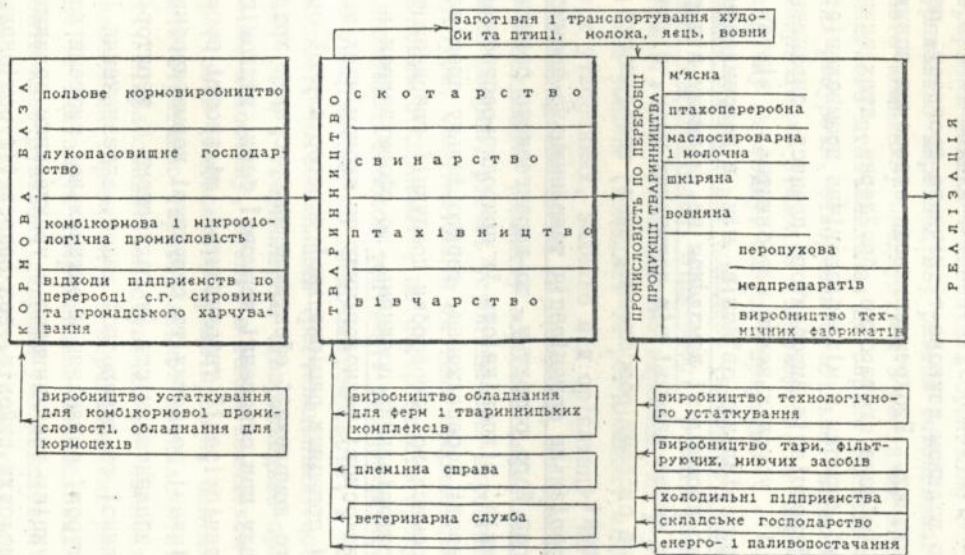 заготівля і транспортування худо-
би та птиці, молока, яєць, вовни
КОРМОВА БАЗА
польове кормовиробництво
лукопасовищне господар-
ство
комбікормова і мікробіо-
логічна промисловість
відходи підприємств по
переробці с.г. сировини
та громадського харчу-
вання
ТВАРИННИЦТВО
скотарство
свинарство
птахівництво
вівчарство
ПРОМИСЛОВІСТЬ ПО ПЕРЕРОБЦІ
ПРОДУКЦІЇ ТВАРИННИЦТВА
м'ясна
птахопереробна
маслосироварна
і молочна
шкіряна
вовняна
перопухова
медпрепаратів
виробництво тех-
мічних фабрикатів
РЕАЛІЗАЦІЯ
виробництво устаткування
для комбікормової проми-
словості, обладнання для
кормоцехів
виробництво обладнання
для ферм і тваринницьких
комплексів
племінна справа
ветеринарна служба
виробництво технологічно-
го устаткування
виробництво тари, фільт-
руючих, миючих засобів
холодильні підприємства
складське господарство
енерго- і паливопостачання